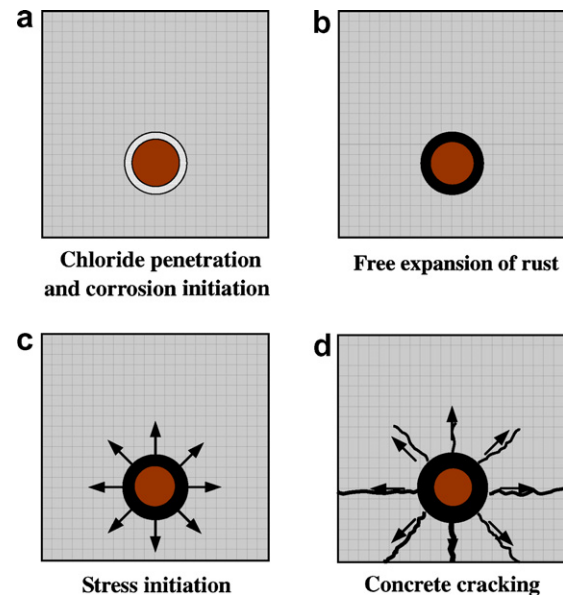 a
b
Chloride penetration
and corrosion initiation
Free expansion of rust
c
d
Stress initiation
Concrete cracking